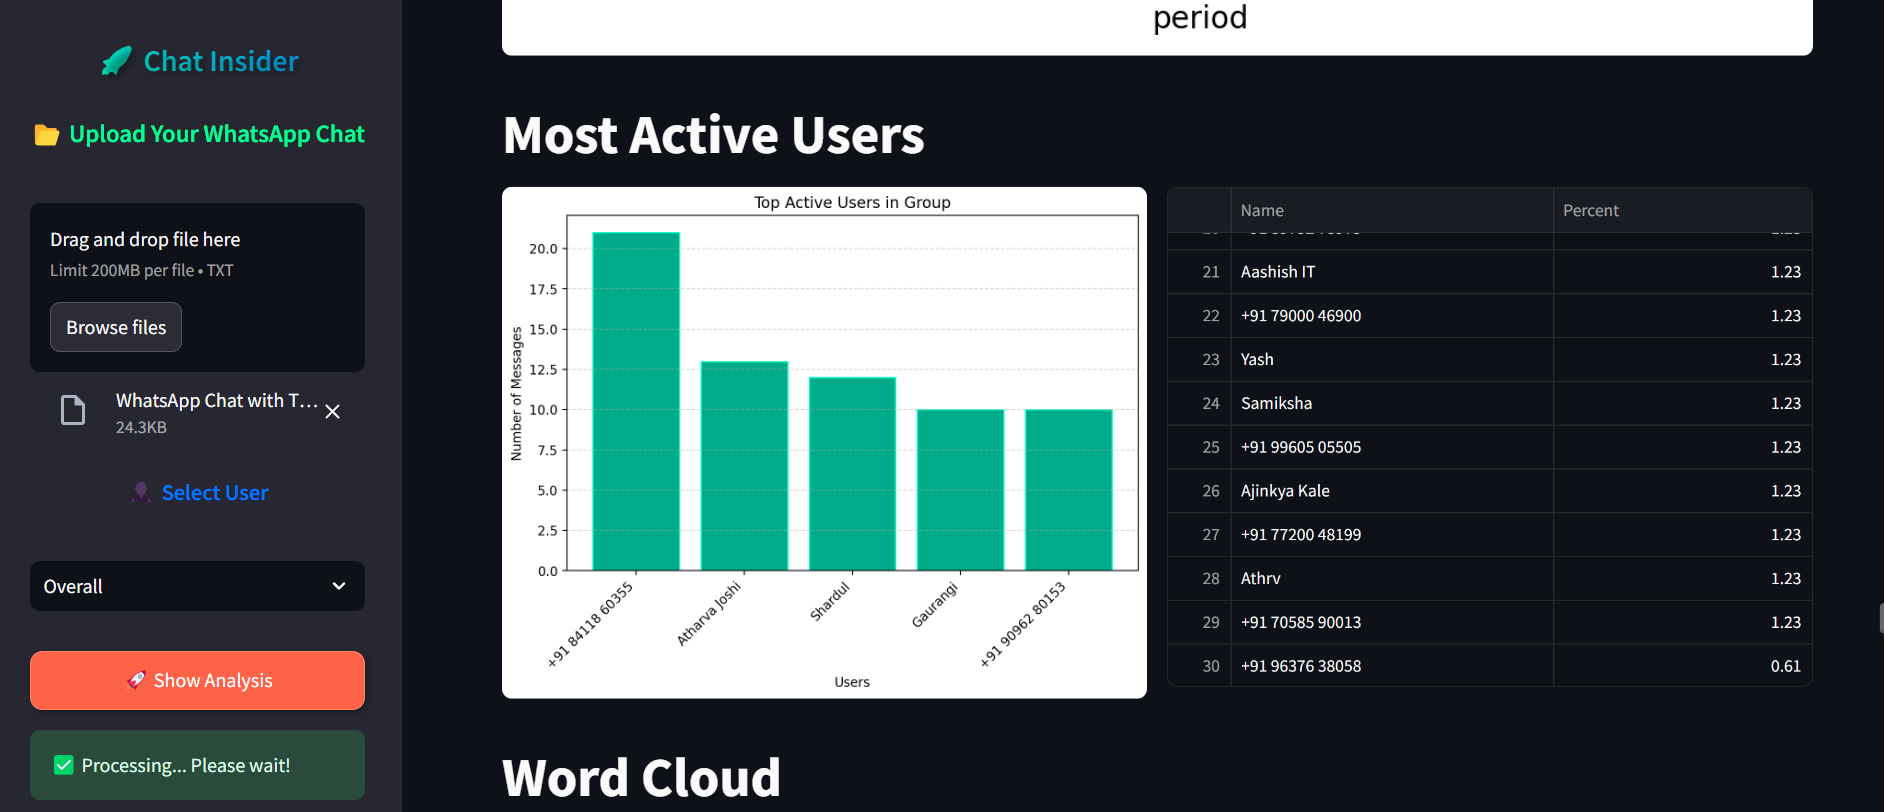 Chat Insider
Upload Your WhatsApp Chat
Drag and drop file here
Limit 200MB per file • TXT
Browse files
WhatsApp Chat with T...
24.3KB
Select User
Overall
Show Analysis
Processing... Please wait!
period
Most Active Users
Top Active Users in Group
Number of Messages
20.0
17.5
15.0
12.5
10.0
7.5
5.0
2.5
0.0
+91 84118 60355
Atharva Joshi
Shardul
Gaurangi
+91 90962 80153
Users
Name Percent
21 Aashish IT 1.23
22 +91 79000 46900 1.23
23 Yash 1.23
24 Samiksha 1.23
25 +91 99605 05505 1.23
26 Ajinkya Kale 1.23
27 +91 77200 48199 1.23
28 Athrv 1.23
29 +91 70585 90013 1.23
30 +91 96376 38058 0.61
Word Cloud